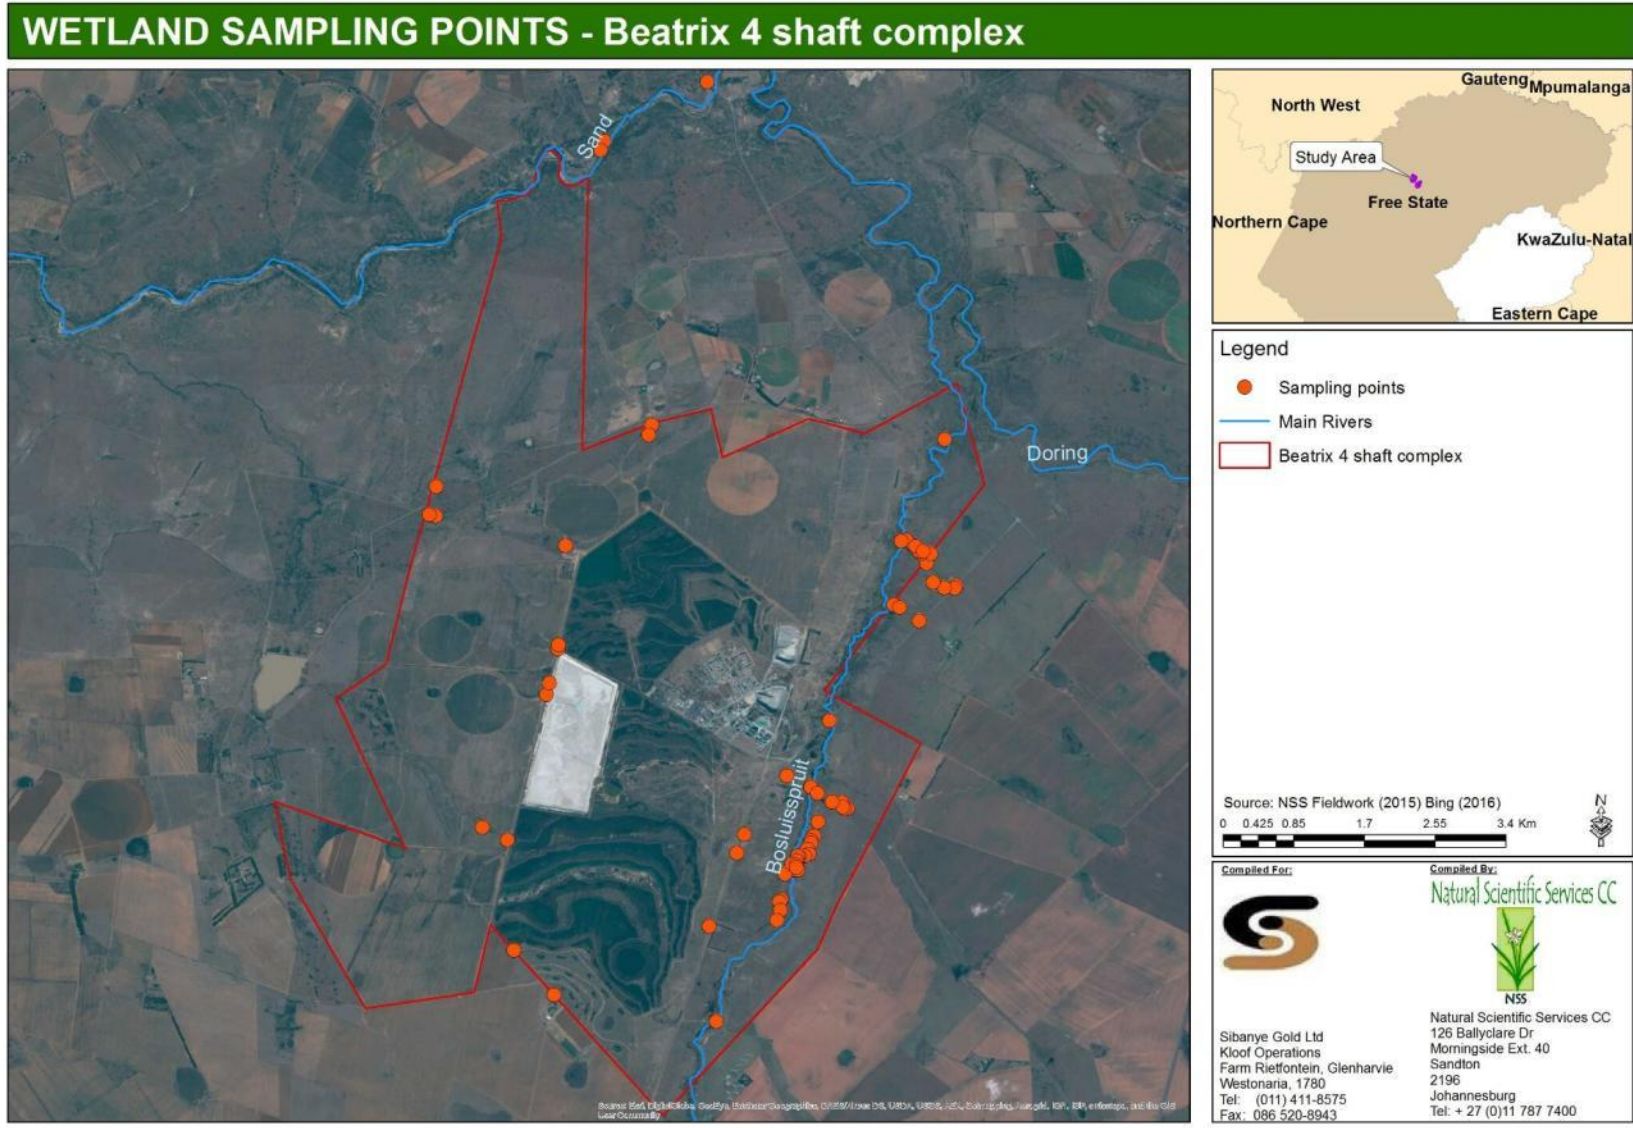 WETLAND SAMPLING POINTS - Beatrix 4 shaft complex
Sand
Doring
Bosluisspruit
Gauteng
Mpumalanga
North West
Study Area
Free State
Northern Cape
KwaZulu-Natal
Eastern Cape
Legend
Sampling points
Main Rivers
Beatrix 4 shaft complex
Source: NSS Fieldwork (2015) Bing (2016)
N
0 0.425 0.85 1.7 2.55 3.4 Km
Compiled For:
Sibanye Gold Ltd
Kloof Operations
Farm Rietfontein, Glenharvie
Westonaria, 1780
Tel: (011) 411-8575
Fax: 086 520-8943
Compiled By:
Natural Scientific Services CC
NSS
Natural Scientific Services CC
126 Ballyclare Dr
Morningside Ext. 40
Sandton
2196
Johannesburg
Tel: + 27 (0)11 787 7400